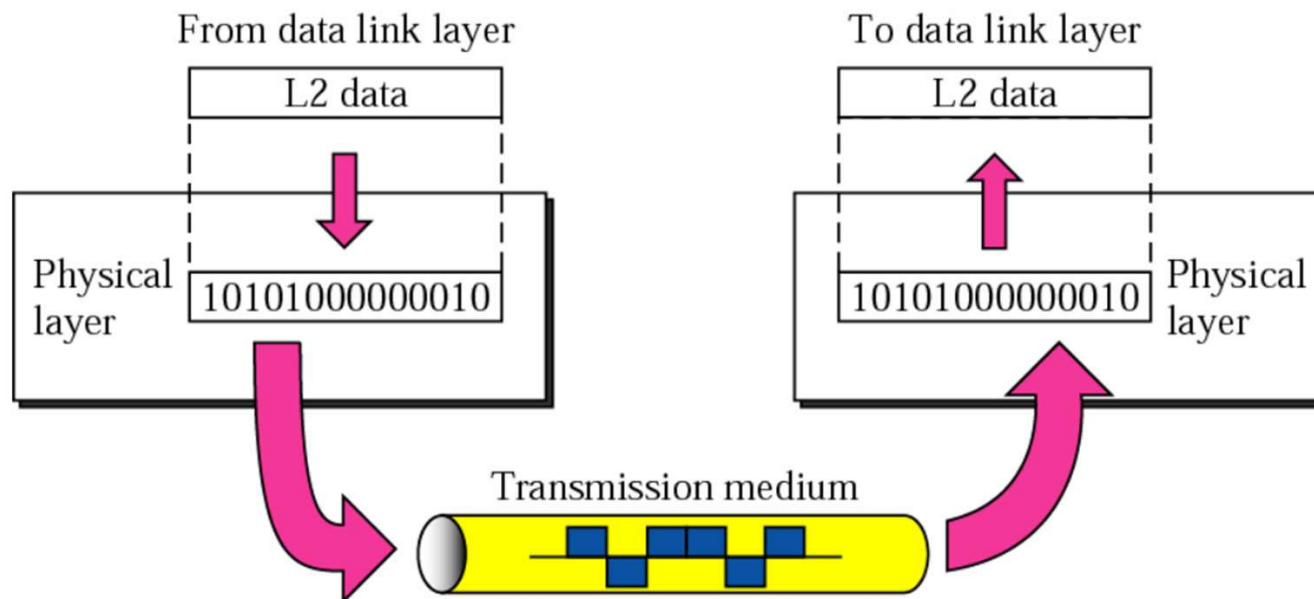 From data link layer
L2 data
Physical
layer
10101000000010
To data link layer
L2 data
10101000000010
Physical
layer
Transmission medium